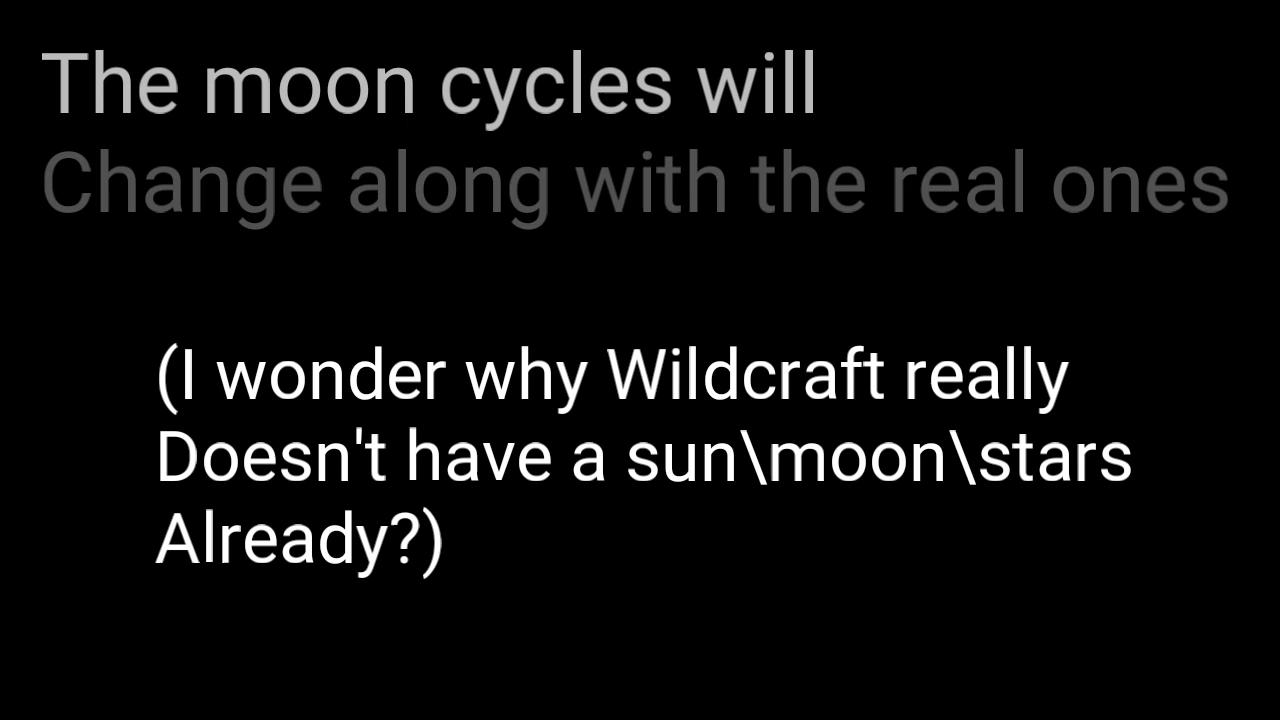 The moon cycles will
Change along with the real ones
(I wonder why Wildcraft really
Doesn't have a sun\moon\stars
Already?)